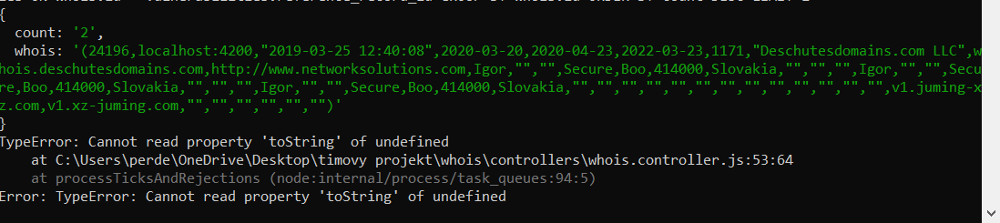 {
  count: '2',
  whois: '(24196,localhost:4200,"2019-03-25 12:40:08",2020-03-20,2020-04-23,2022-03-23,1171,"Deschutesdomains.com LLC",w
hois.deschutesdomains.com,http://www.networksolutions.com,Igor,"","",Secure,Boo,414000,Slovakia,"","","",Igor,"","",Secu
re,Boo,414000,Slovakia,"","","",Igor,"","",Secure,Boo,414000,Slovakia,"","","","","","","","","","","","","",v1.juming-x
z.com,v1.xz-juming.com,"","","","","","")'
}
TypeError: Cannot read property 'toString' of undefined
    at C:\Users\perde\OneDrive\Desktop\timovy projekt\whois\controllers\whois.controller.js:53:64
    at processTicksAndRejections (node:internal/process/task_queues:94:5)
Error: TypeError: Cannot read property 'toString' of undefined